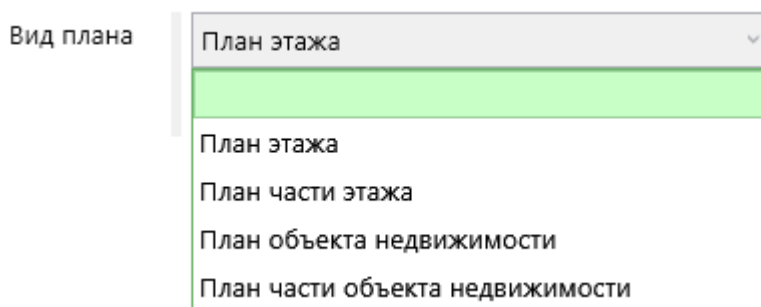 Вид плана
План этажа
План этажа
План части этажа
План объекта недвижимости
План части объекта недвижимости